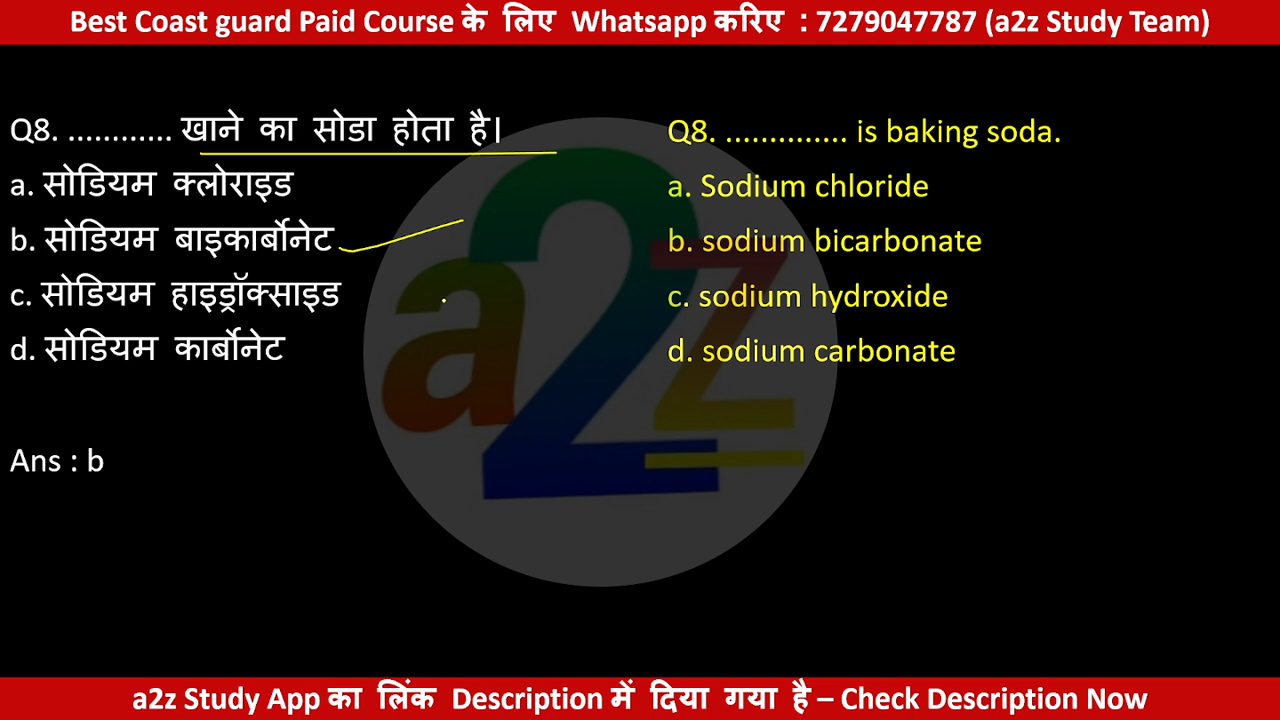 Best Coast guard Paid Course के लिए Whatsapp करिए : 7279047787 (a2z Study Team)
Q8. ............ खाने का सोडा होता है।
a. सोडियम क्लोराइड
b. सोडियम बाइकार्बोनेट
c. सोडियम हाइड्रॉक्साइड
d. सोडियम कार्बोनेट
Ans : b
Q8. .............. is baking soda.
a. Sodium chloride
b. sodium bicarbonate
c. sodium hydroxide
d. sodium carbonate
a2z
a2z Study App का लिंक Description में दिया गया है – Check Description Now